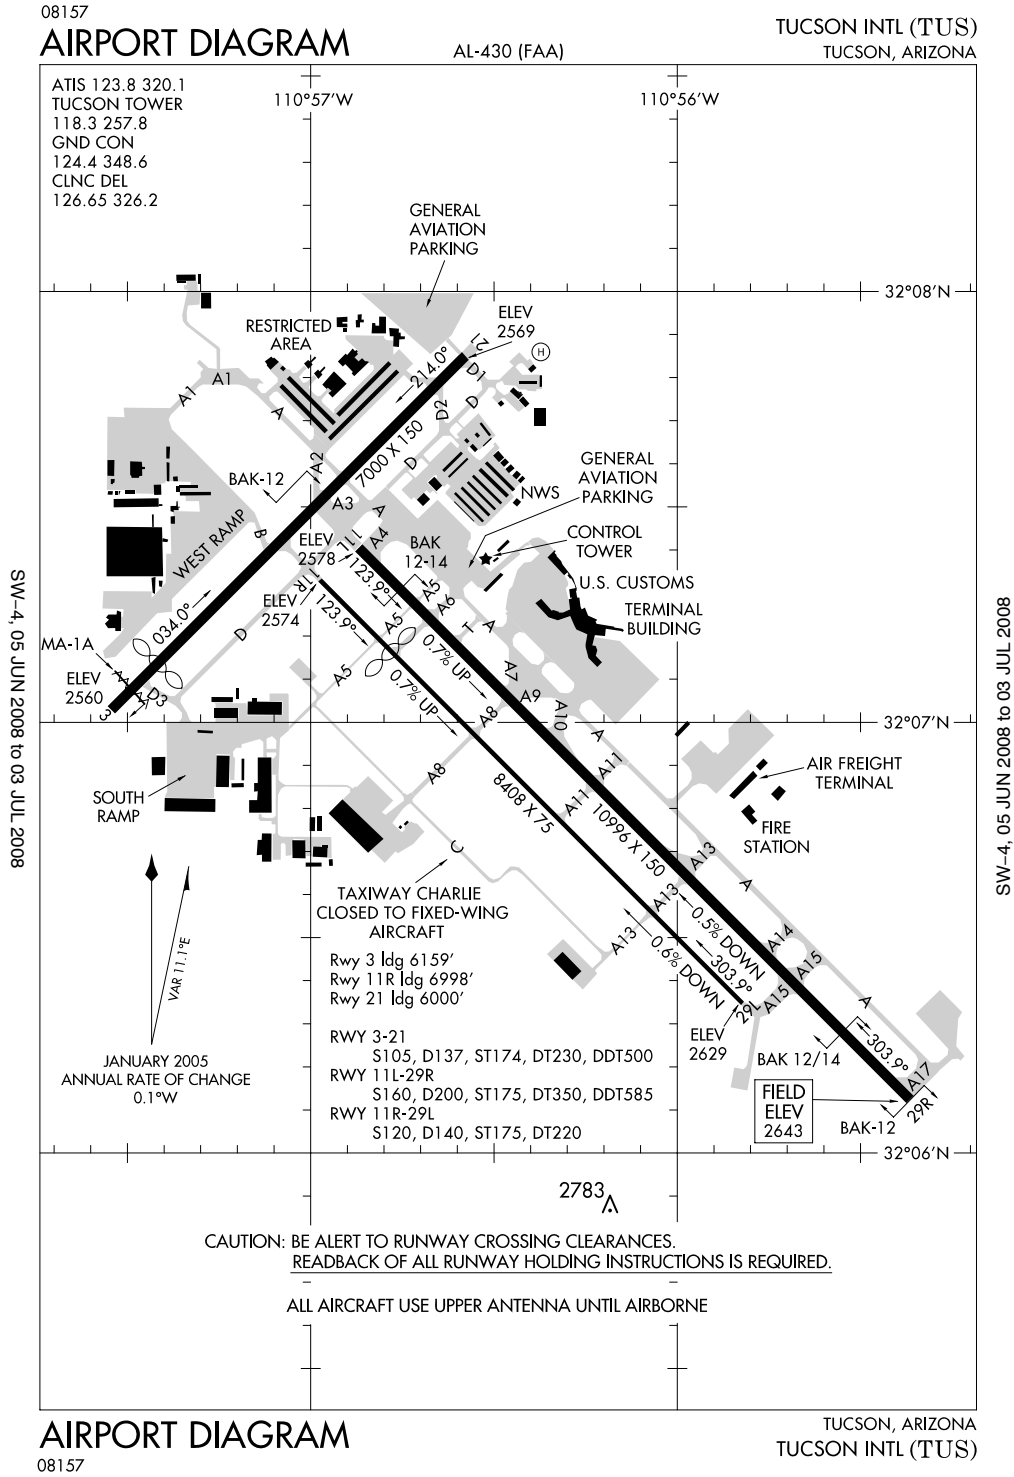 08157
AIRPORT DIAGRAM
AL-430 (FAA)
TUCSON INTL (TUS)
TUCSON, ARIZONA
ATIS 123.8 320.1
TUCSON TOWER
118.3 257.8
GND CON
124.4 348.6
CLNC DEL
126.65 326.2
110°57'W
110°56'W
GENERAL
AVIATION
PARKING
32°08'N
ELEV
2569
RESTRICTED
AREA
21
H
A1
A1
A
214.0°
D1
D
D2
7000 X 150
D
A2
BAK-12
A3
A
NWS
GENERAL
AVIATION
PARKING
WEST RAMP
B
ELEV
2578
11L
A4
BAK
12-14
CONTROL
TOWER
U.S. CUSTOMS
TERMINAL
BUILDING
11R
ELEV
2574
123.9°
123.9°
A5
A6
A5
T
A
034.0°
D
MA-1A
ELEV
2560
3
D3
A5
0.7% UP
0.7% UP
A7
A9
A8
A10
A
32°07'N
SOUTH
RAMP
A8
A11
A11
8408 X 75
10996 X 150
AIR FREIGHT
TERMINAL
FIRE
STATION
C
TAXIWAY CHARLIE
CLOSED TO FIXED-WING
AIRCRAFT
A13
A13
A13
A
0.5% DOWN
0.6% DOWN
303.9°
A14
A15
A15
A
29L
ELEV
2629
VAR 11.1°E
JANUARY 2005
ANNUAL RATE OF CHANGE
0.1°W
Rwy 3 ldg 6159'
Rwy 11R ldg 6998'
Rwy 21 ldg 6000'
RWY 3-21
S105, D137, ST174, DT230, DDT500
RWY 11L-29R
S160, D200, ST175, DT350, DDT585
RWY 11R-29L
S120, D140, ST175, DT220
BAK 12/14
303.9°
A17
29R
FIELD
ELEV
2643
BAK-12
32°06'N
2783
CAUTION: BE ALERT TO RUNWAY CROSSING CLEARANCES.
READBACK OF ALL RUNWAY HOLDING INSTRUCTIONS IS REQUIRED.
ALL AIRCRAFT USE UPPER ANTENNA UNTIL AIRBORNE
SW-4, 05 JUN 2008 to 03 JUL 2008
SW-4, 05 JUN 2008 to 03 JUL 2008
AIRPORT DIAGRAM
08157
TUCSON, ARIZONA
TUCSON INTL (TUS)